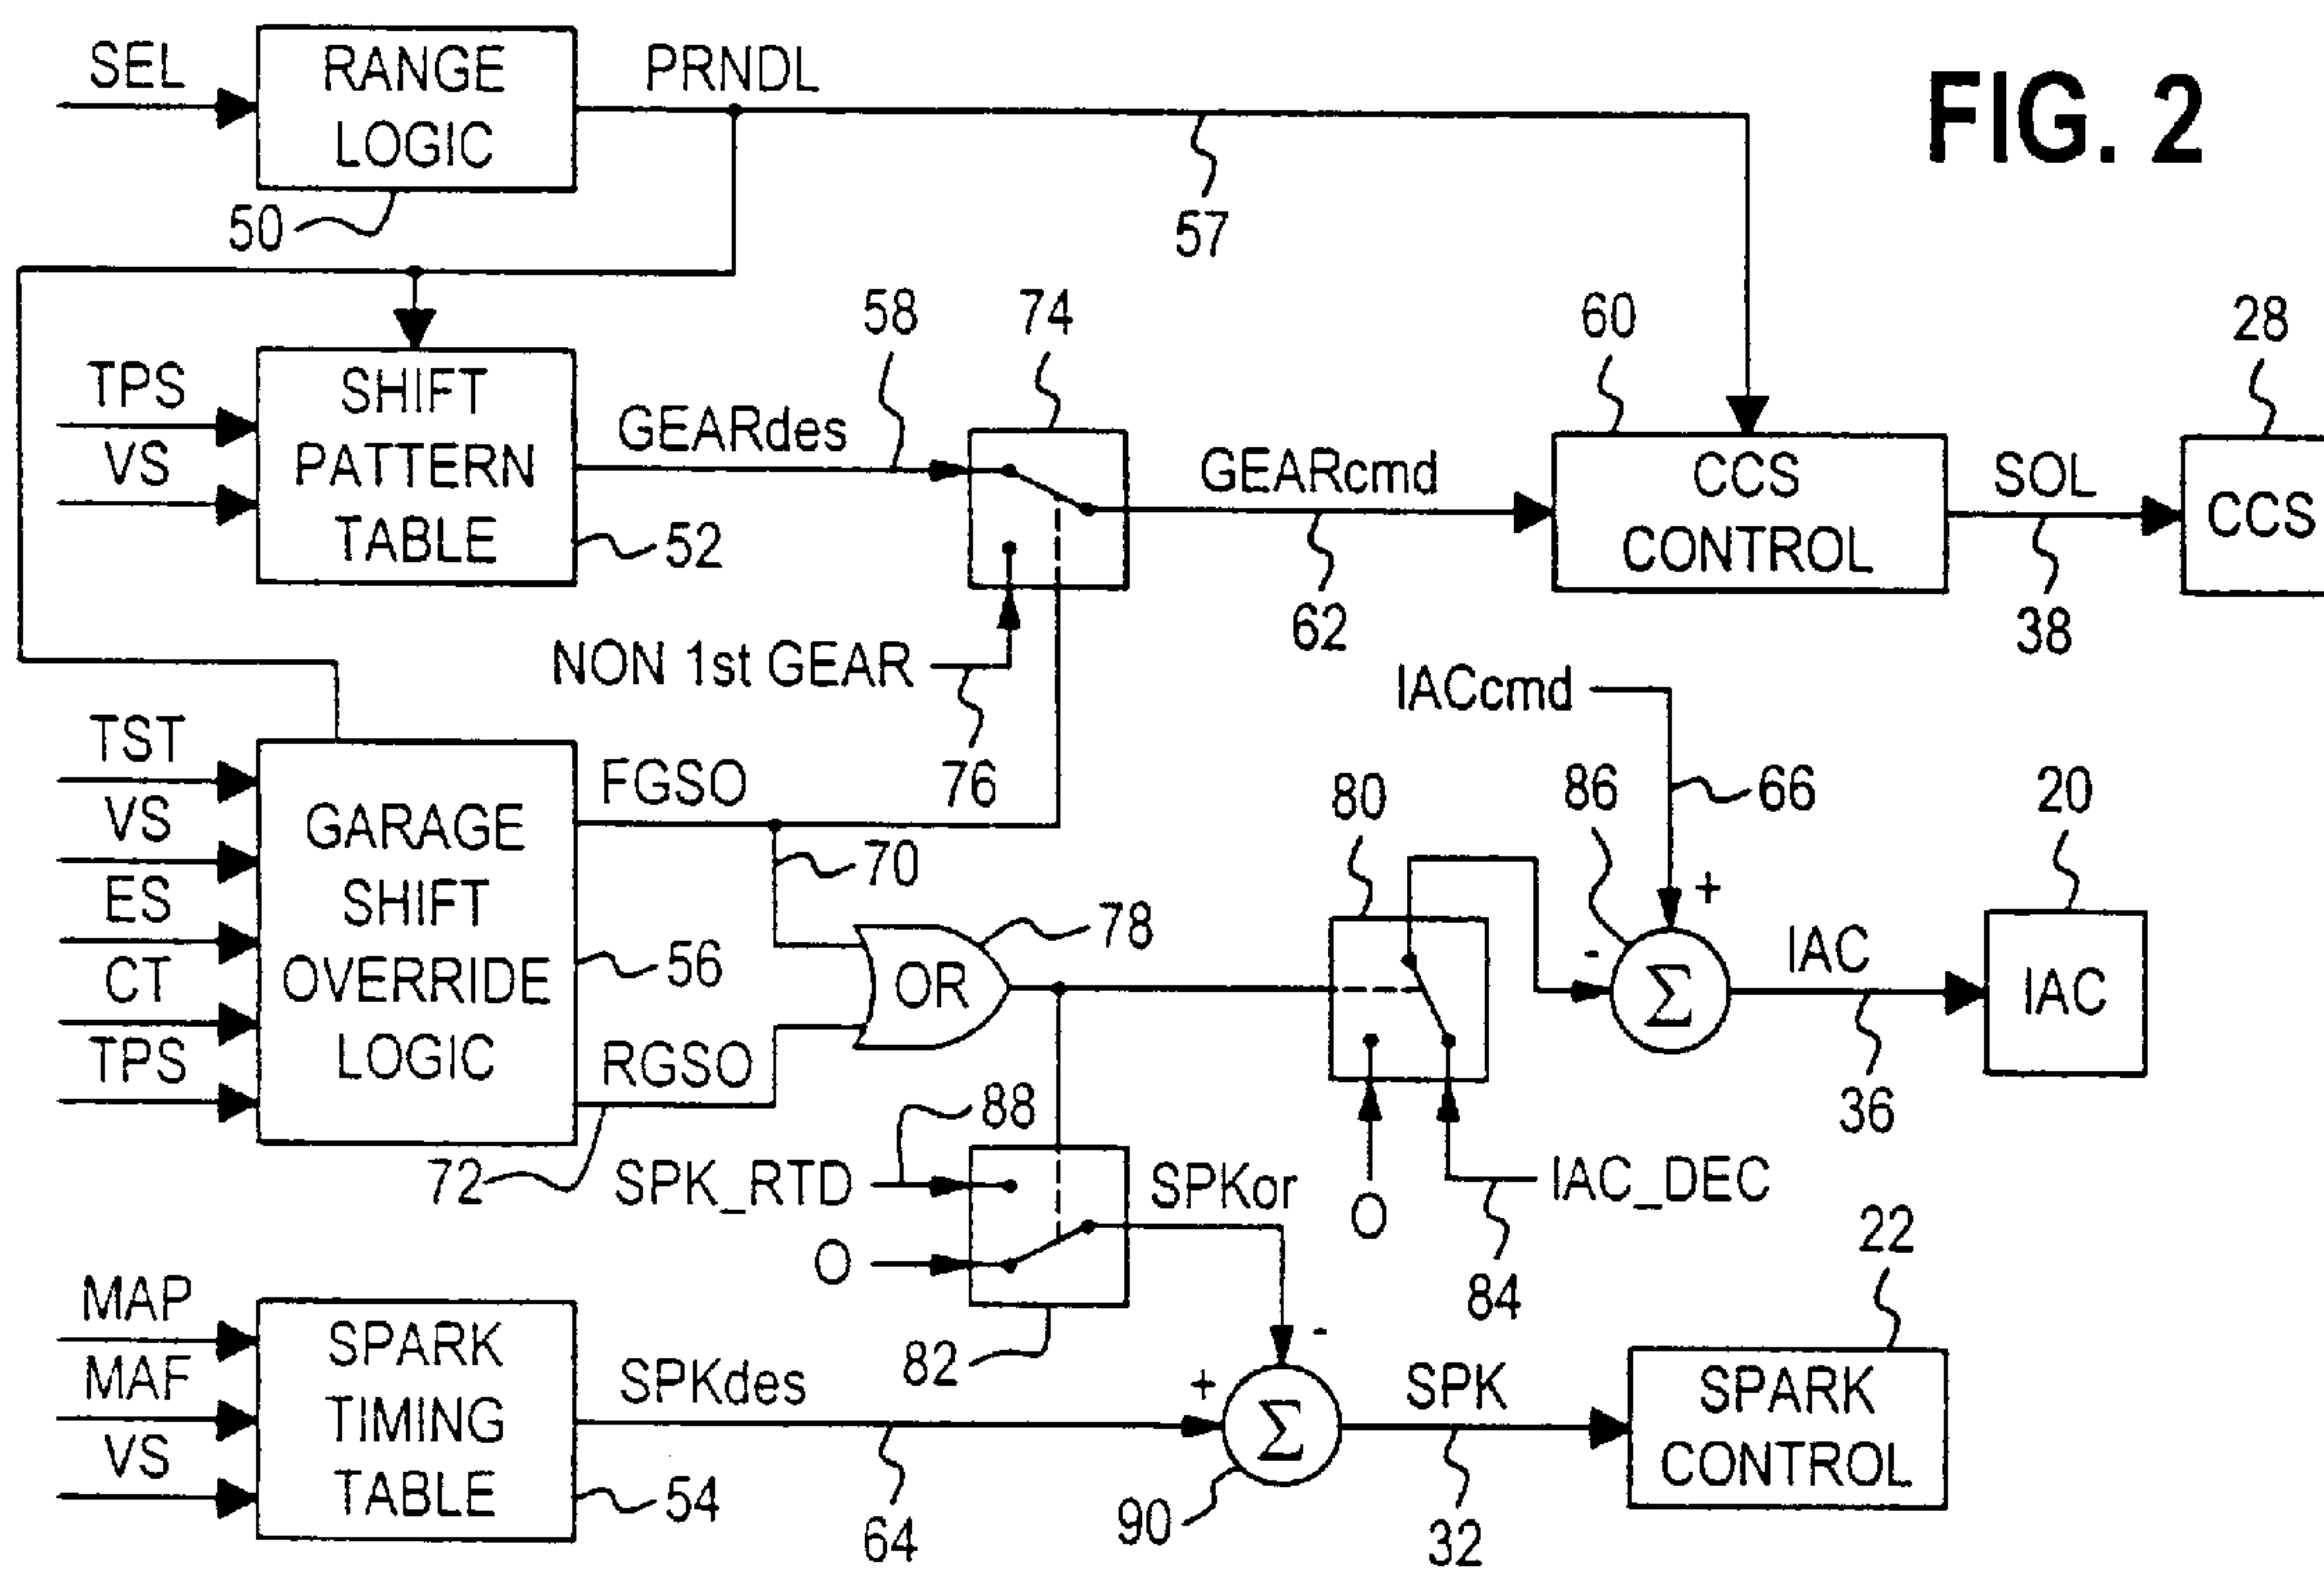 FIG. 2
SEL
RANGE
LOGIC
PRNDL
50
57
TPS
VS
SHIFT
PATTERN
TABLE
52
GEARdes
58
74
GEARcmd
62
60
CCS
CONTROL
SOL
38
28
CCS
NON 1st GEAR
76
IACcmd
66
TST
VS
ES
CT
TPS
GARAGE
SHIFT
OVERRIDE
LOGIC
56
FGSO
70
RGSO
72
OR
78
80
86
+
-
Σ
IAC
36
20
IAC
O
IAC_DEC
84
SPK_RTD
88
O
82
SPKor
MAP
MAF
VS
SPARK
TIMING
TABLE
54
SPKdes
64
+
-
Σ
90
SPK
32
22
SPARK
CONTROL